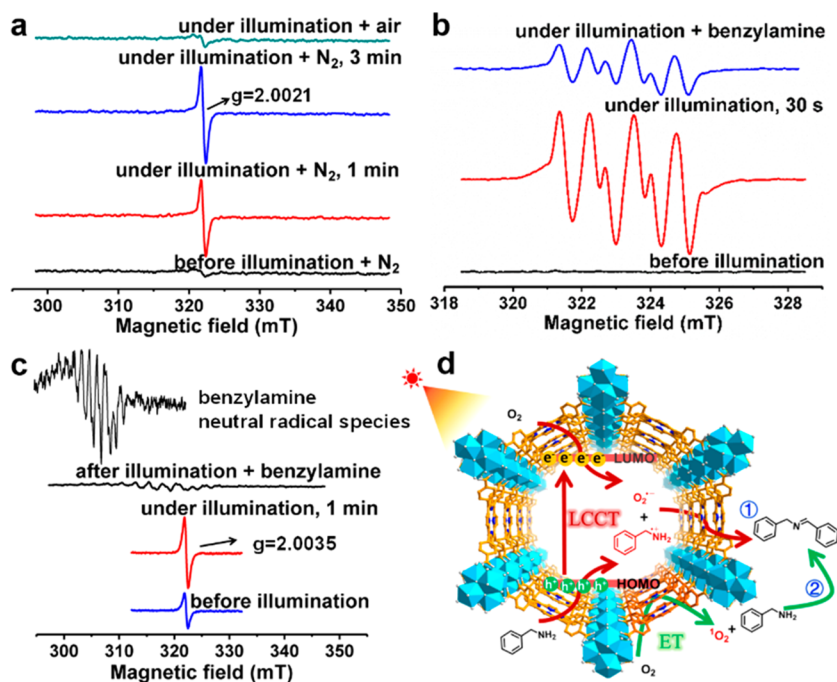 a
under illumination + air
under illumination + N₂, 3 min
g=2.0021
under illumination + N₂, 1 min
before illumination + N₂
300 310 320 330 340 350
Magnetic field (mT)
b
under illumination + benzylamine
under illumination, 30 s
before illumination
318 320 322 324 326 328
Magnetic field (mT)
c
benzylamine
neutral radical species
after illumination + benzylamine
under illumination, 1 min
g=2.0035
before illumination
300 310 320 330 340 350
Magnetic field (mT)
d
O₂
e⁻ e⁻ e⁻ e⁻ LUMO
O₂·⁻
+
①
LCCT
NH₂
N
h⁺ h⁺ h⁺ h⁺ HOMO
②
NH₂
ET
¹O₂ +
NH₂
O₂